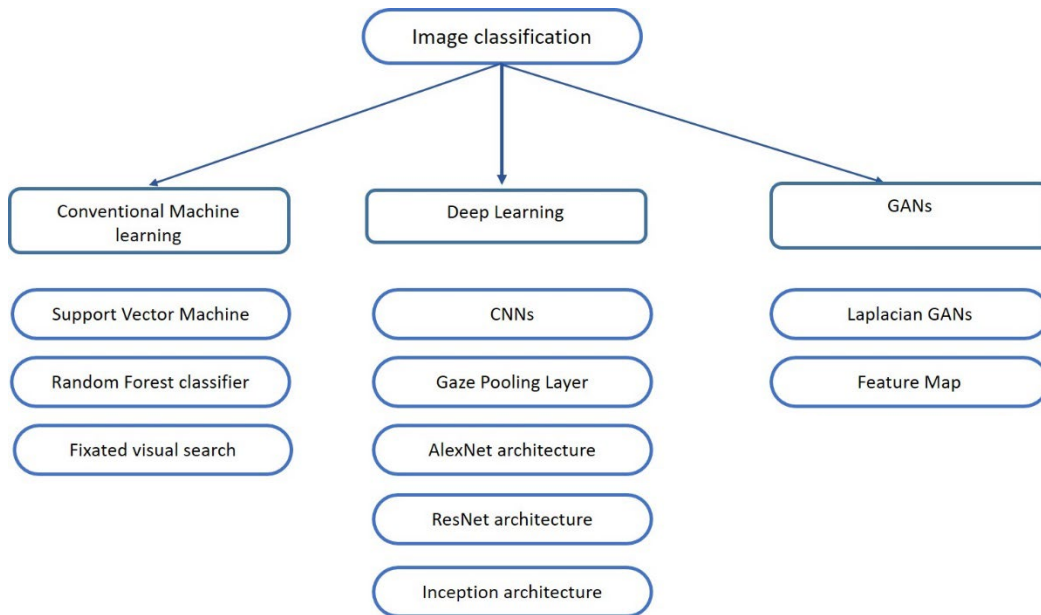 Image classification
Conventional Machine
learning
Deep Learning
GANs
Support Vector Machine
CNNs
Laplacian GANs
Random Forest classifier
Gaze Pooling Layer
Feature Map
Fixated visual search
AlexNet architecture
ResNet architecture
Inception architecture